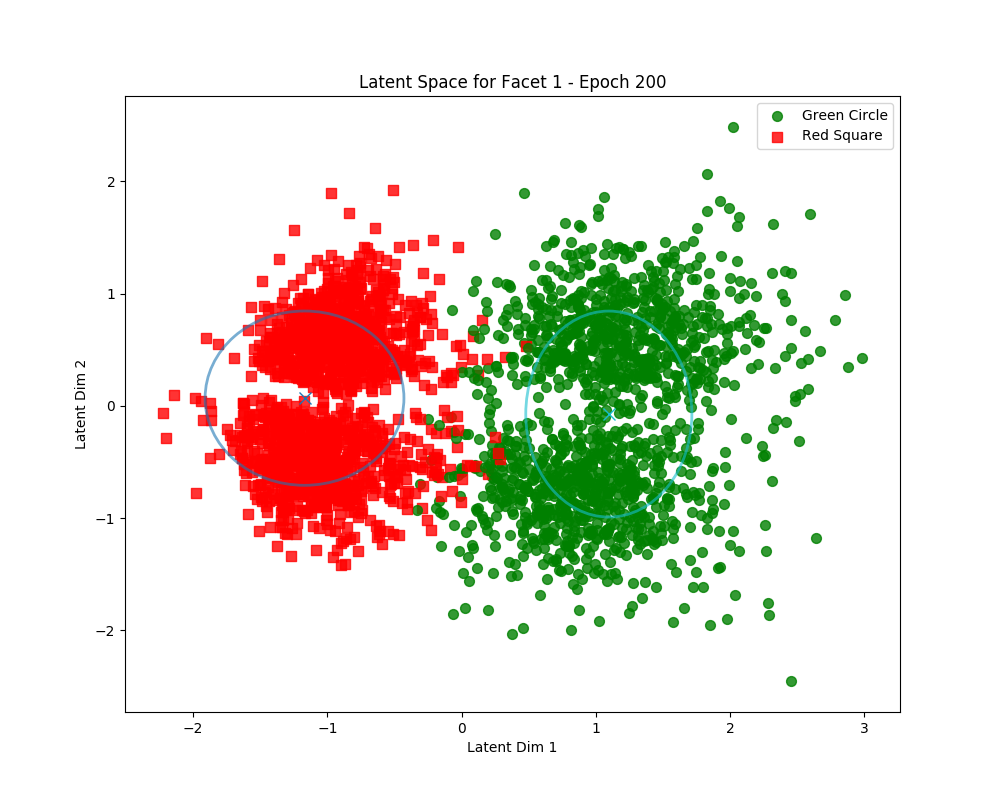 Latent Space for Facet 1 - Epoch 200
Green Circle
Red Square
2
1
0
−1
−2
Latent Dim 2
−2
−1
0
1
2
3
Latent Dim 1